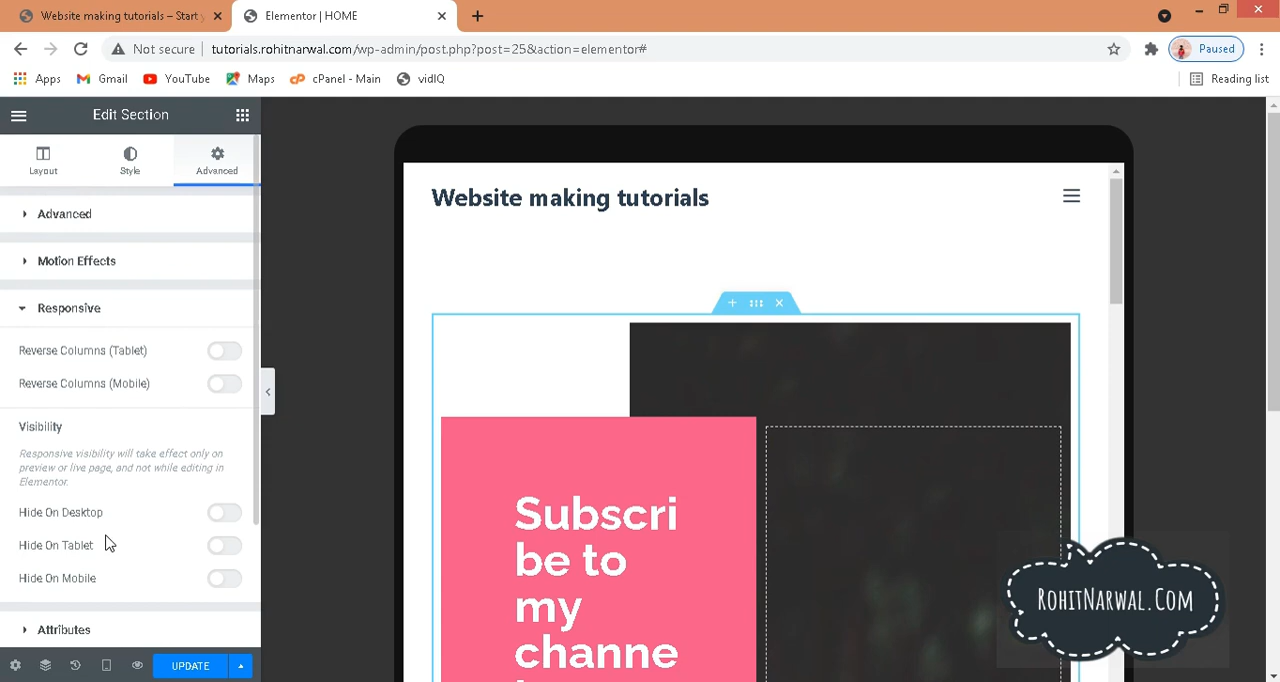 Website making tutorials – Start
Elementor | HOME
Not secure
tutorials.rohitnarwal.com/wp-admin/post.php?post=25&action=elementor#
Paused
Apps
Gmail
YouTube
Maps
cPanel - Main
vidIQ
Reading list
Edit Section
Layout
Style
Advanced
Advanced
Motion Effects
Responsive
Reverse Columns (Tablet)
Reverse Columns (Mobile)
Visibility
Responsive visibility will take effect only on
preview or live page, and not while editing in
Elementor.
Hide On Desktop
Hide On Tablet
Hide On Mobile
Attributes
UPDATE
Website making tutorials
Subscri
be to
my
channe
RohitNarwal.Com